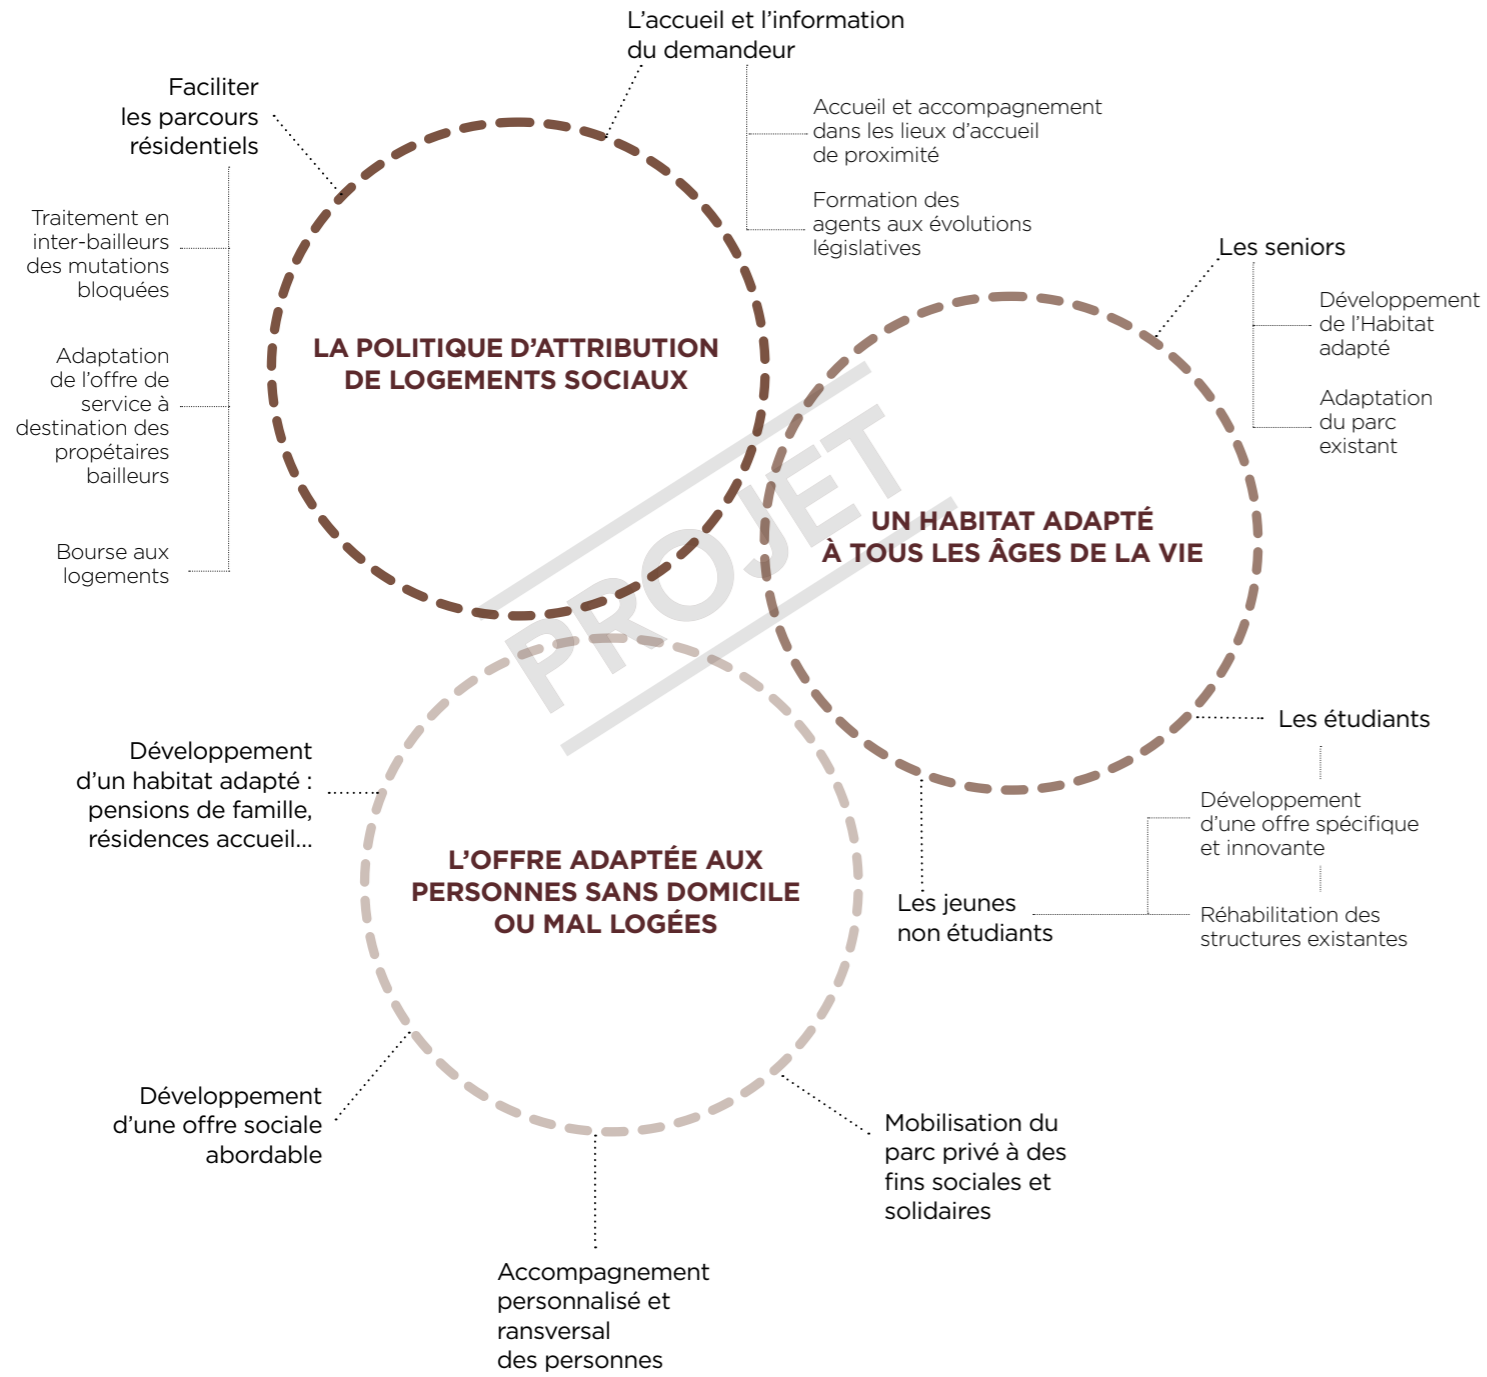 L'accueil et l'information
du demandeur
Accueil et accompagnement
dans les lieux d'accueil
de proximité
Formation des
agents aux évolutions
législatives
Faciliter
les parcours
résidentiels
Traitement en
inter-bailleurs
des mutations
bloquées
Adaptation
de l'offre de
service à
destination des
propétaires
bailleurs
Bourse aux
logements
LA POLITIQUE D'ATTRIBUTION
DE LOGEMENTS SOCIAUX
Les seniors
Développement
de l'Habitat
adapté
Adaptation
du parc
existant
PROJET
UN HABITAT ADAPTÉ
À TOUS LES ÂGES DE LA VIE
Les étudiants
Développement
d'une offre spécifique
et innovante
Réhabilitation des
structures existantes
Les jeunes
non étudiants
Développement
d'un habitat adapté :
pensions de famille,
résidences accueil...
L'OFFRE ADAPTÉE AUX
PERSONNES SANS DOMICILE
OU MAL LOGÉES
Développement
d'une offre sociale
abordable
Mobilisation du
parc privé à des
fins sociales et
solidaires
Accompagnement
personnalisé et
ransversal
des personnes